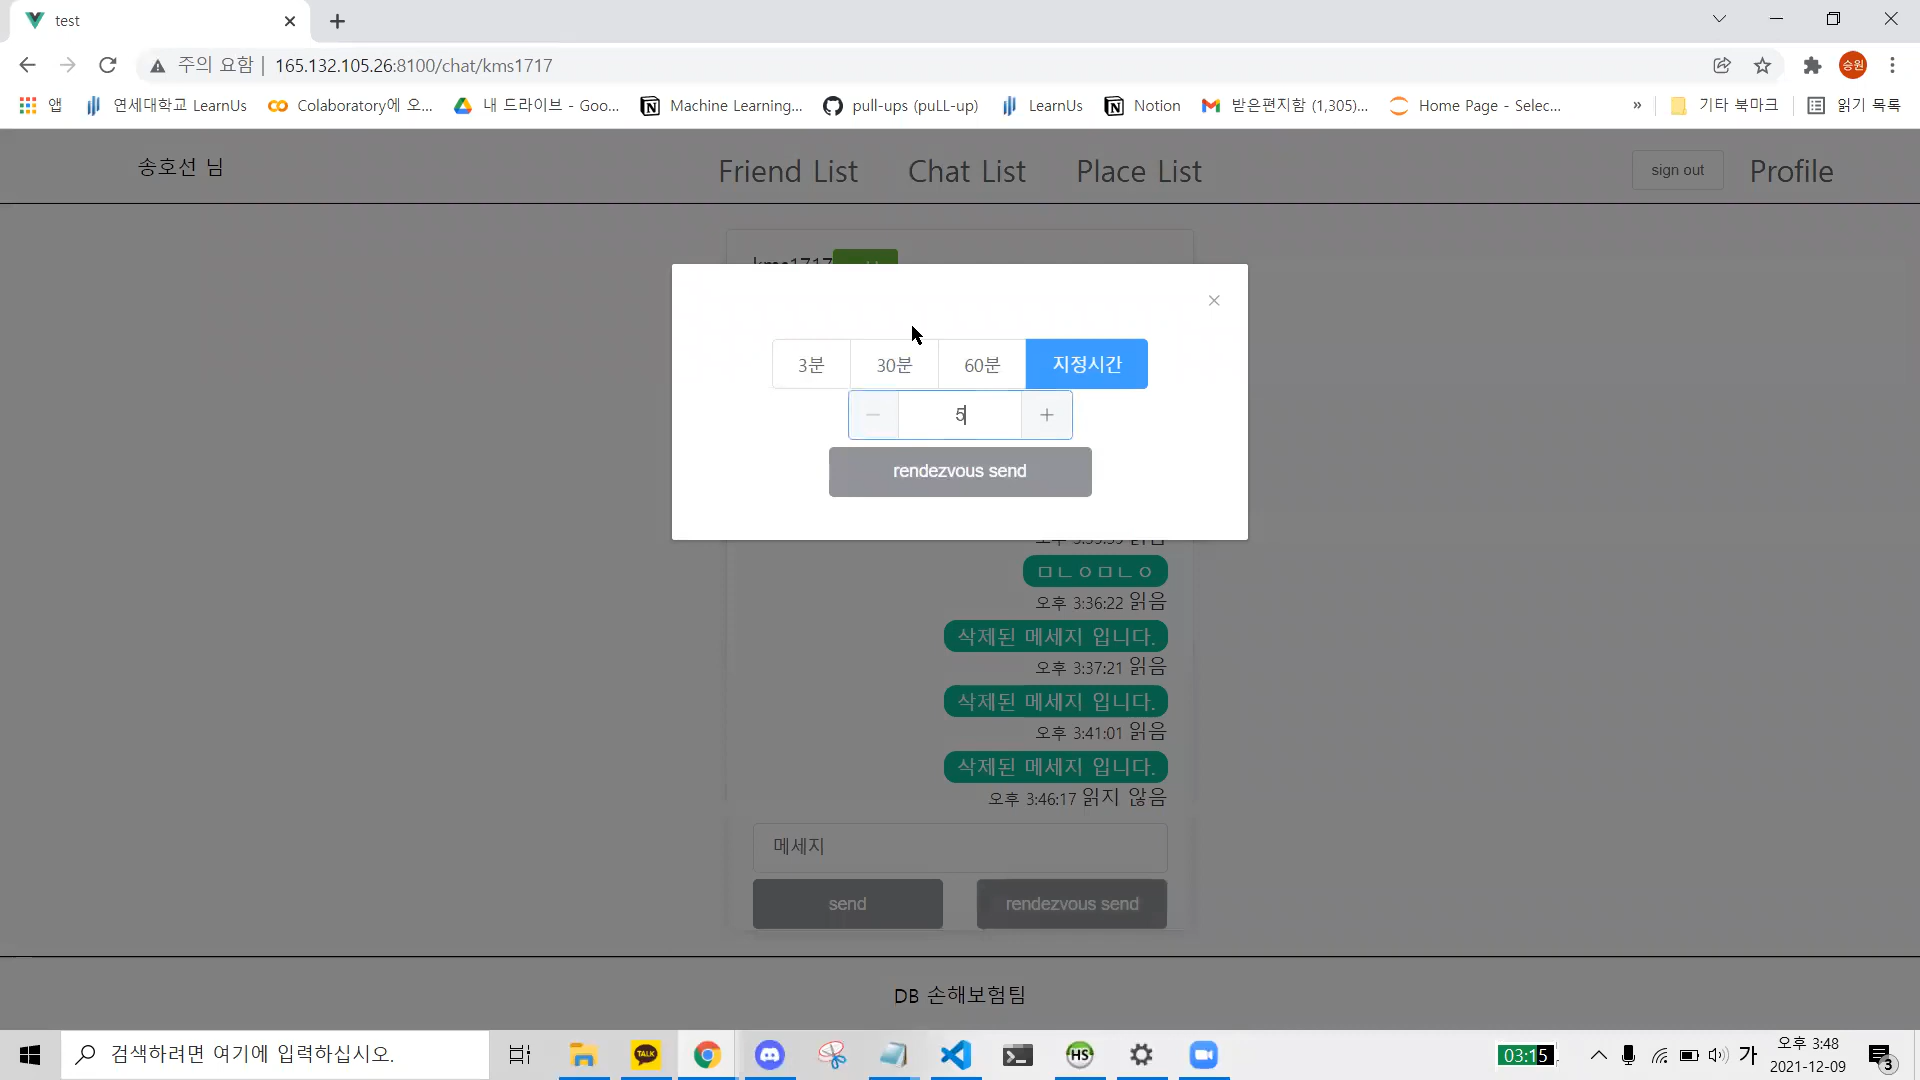 test
주의 요함 | 165.132.105.26:8100/chat/kms1717
승원
앱 연세대학교 LearnUs Colaboratory에 오... 내 드라이브 - Goo... Machine Learning... pull-ups (puLL-up) LearnUs Notion 받은편지함 (1,305)... Home Page - Selec... » 기타 북마크 읽기 목록
송호선 님 Friend List Chat List Place List sign out Profile
kms1717
3분 30분 60분 지정시간
5
rendezvous send
ㅁㄴㅇㅁㄴㅇ
오후 3:36:22 읽음
삭제된 메세지 입니다.
오후 3:37:21 읽음
삭제된 메세지 입니다.
오후 3:41:01 읽음
삭제된 메세지 입니다.
오후 3:46:17 읽지 않음
메세지
send rendezvous send
DB 손해보험팀
검색하려면 여기에 입력하십시오.
TALK
HS
03:15
가
오후 3:48
2021-12-09
3